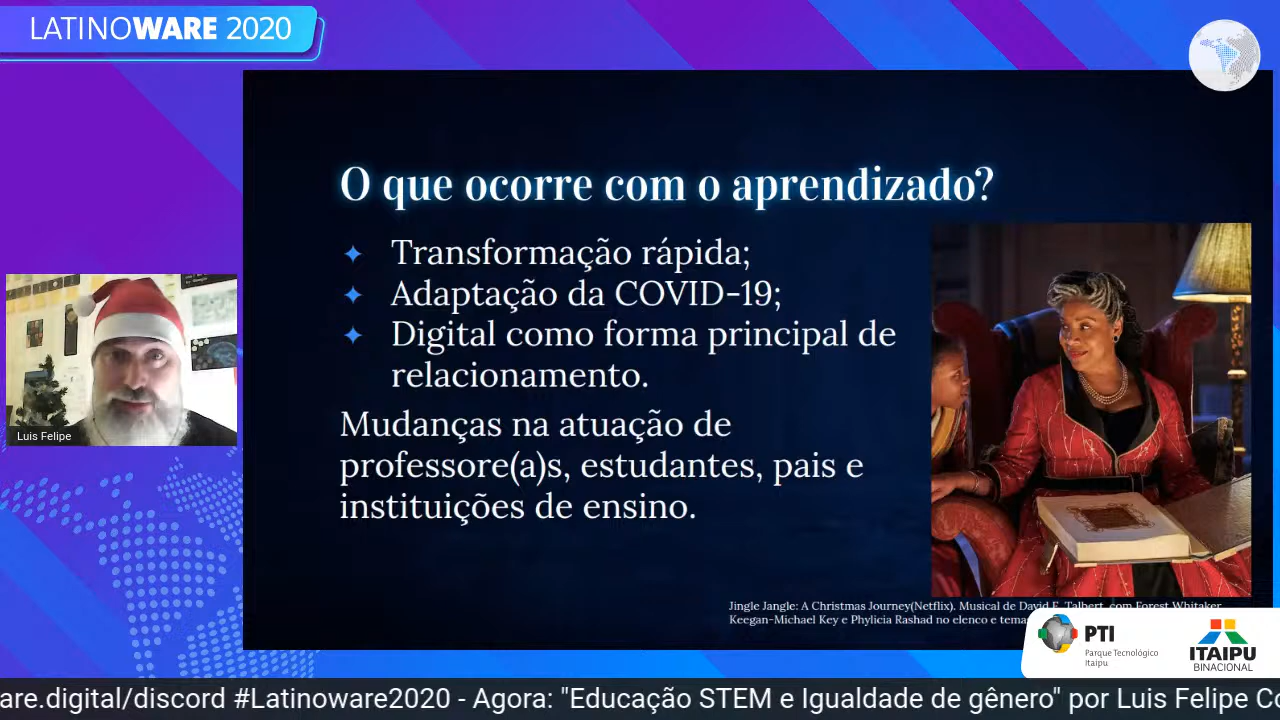 LATINOWARE 2020
O que ocorre com o aprendizado?
Transformação rápida;
Adaptação da COVID-19;
Digital como forma principal de
relacionamento.
Mudanças na atuação de
professore(a)s, estudantes, pais e
instituições de ensino.
Luis Felipe
Jingle Jangle: A Christmas Journey(Netflix). Musical de David E. Talbert, com Forest Whitaker,
Keegan-Michael Key e Phylicia Rashad no elenco e
PTI
Parque Tecnológico
Itaipu
ITAIPU
BINACIONAL
are.digital/discord #Latinoware2020 - Agora: "Educação STEM e Igualdade de gênero" por Luis Felipe